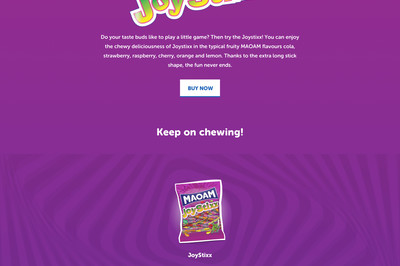 JoyStixx
Do your taste buds like to play a little game? Then try the Joystixx! You can enjoy
the chewy deliciousness of Joystixx in the typical fruity MAOAM flavours cola,
strawberry, raspberry, cherry, orange and lemon. Thanks to the extra long stick
shape, the fun never ends.
BUY NOW
Keep on chewing!
MAOAM
JoyStixx
JoyStixx